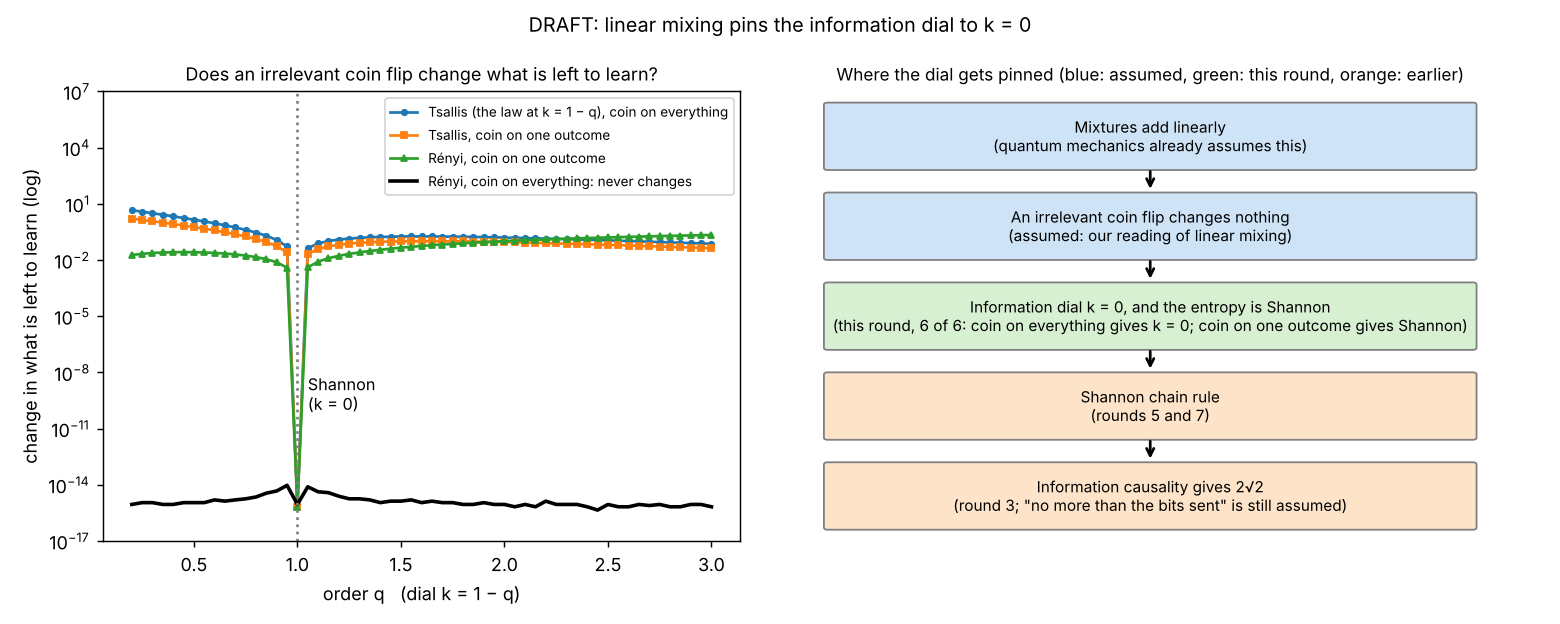 DRAFT: linear mixing pins the information dial to k = 0
Does an irrelevant coin flip change what is left to learn?
10⁷
10⁴
10¹
10⁻²
10⁻⁵
10⁻⁸
10⁻¹¹
10⁻¹⁴
10⁻¹⁷
change in what is left to learn (log)
Tsallis (the law at k = 1 − q), coin on everything
Tsallis, coin on one outcome
Rényi, coin on one outcome
Rényi, coin on everything: never changes
Shannon
(k = 0)
0.5
1.0
1.5
2.0
2.5
3.0
order q (dial k = 1 − q)
Where the dial gets pinned (blue: assumed, green: this round, orange: earlier)
Mixtures add linearly
(quantum mechanics already assumes this)
An irrelevant coin flip changes nothing
(assumed: our reading of linear mixing)
Information dial k = 0, and the entropy is Shannon
(this round, 6 of 6: coin on everything gives k = 0; coin on one outcome gives Shannon)
Shannon chain rule
(rounds 5 and 7)
Information causality gives 2√2
(round 3; "no more than the bits sent" is still assumed)